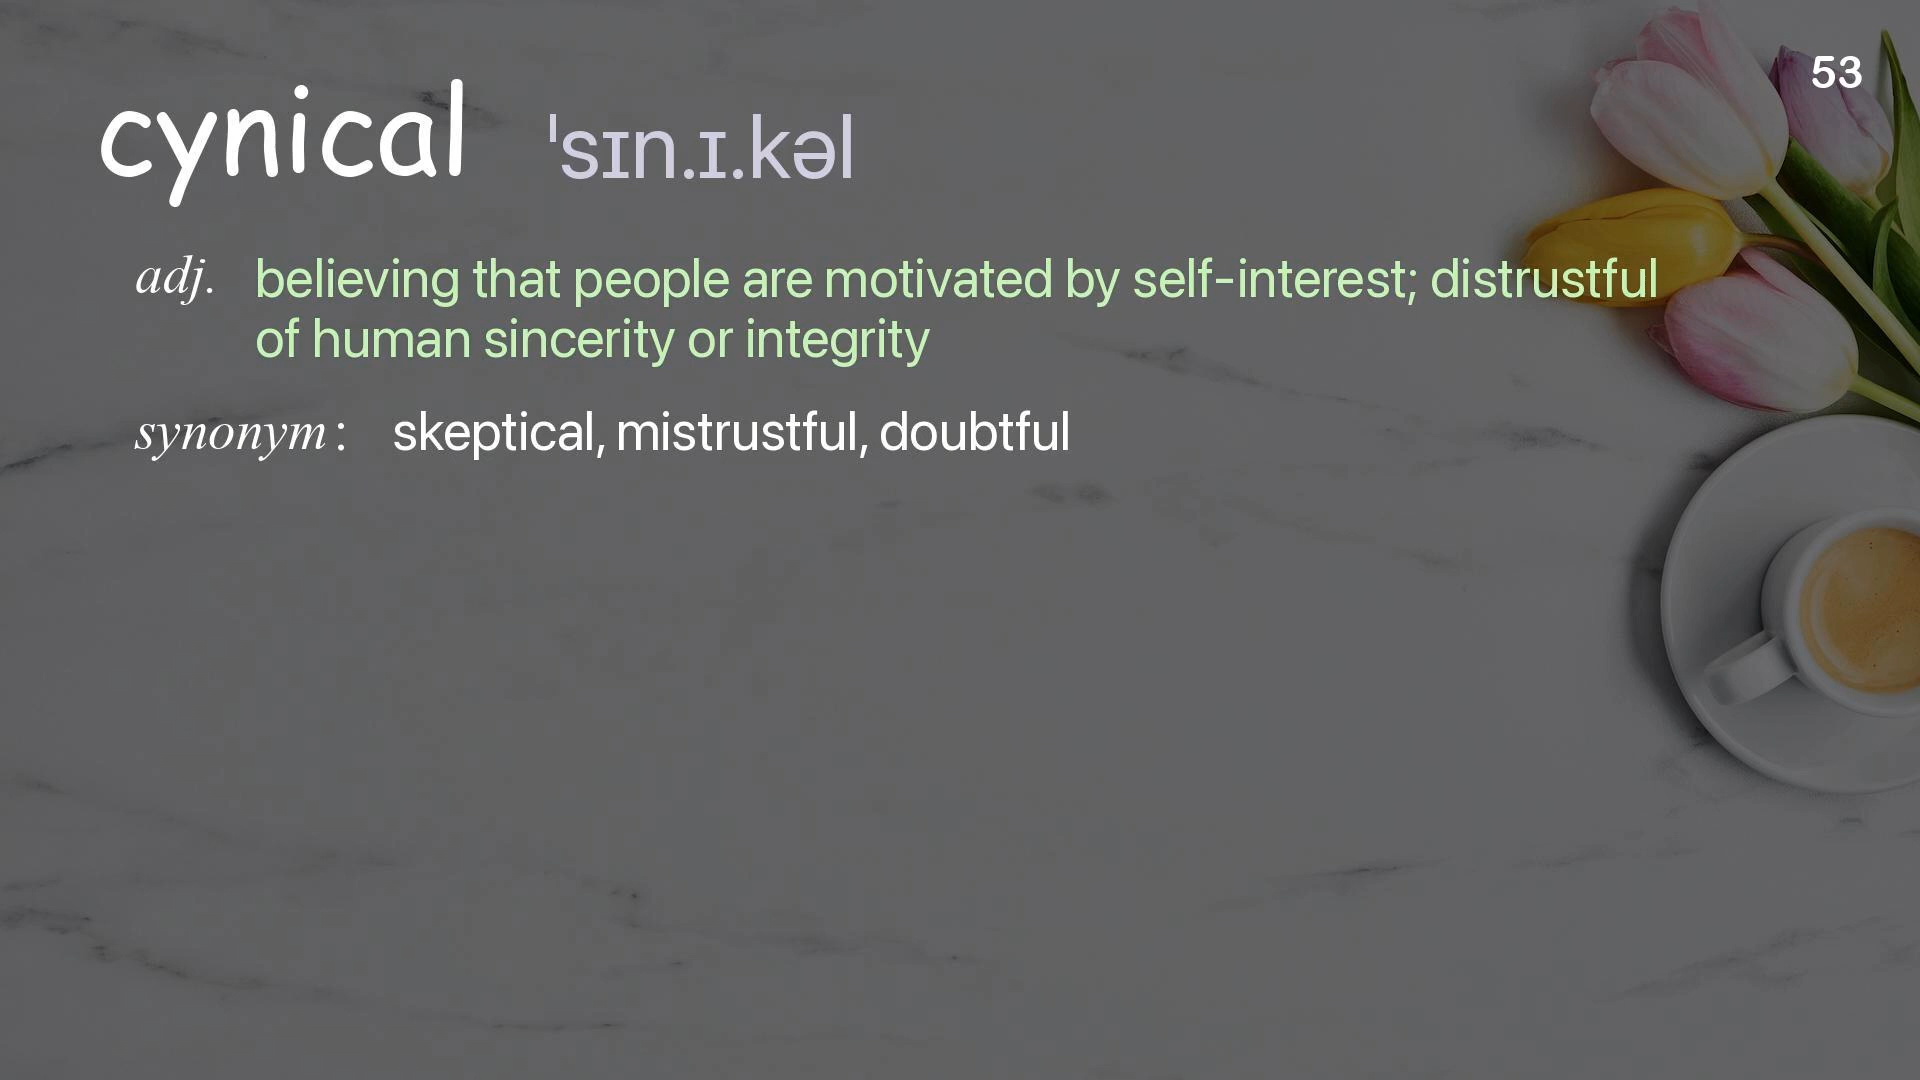 53
cynical ˈsɪn.ɪ.kəl
adj. believing that people are motivated by self-interest; distrustful
of human sincerity or integrity
synonym: skeptical, mistrustful, doubtful